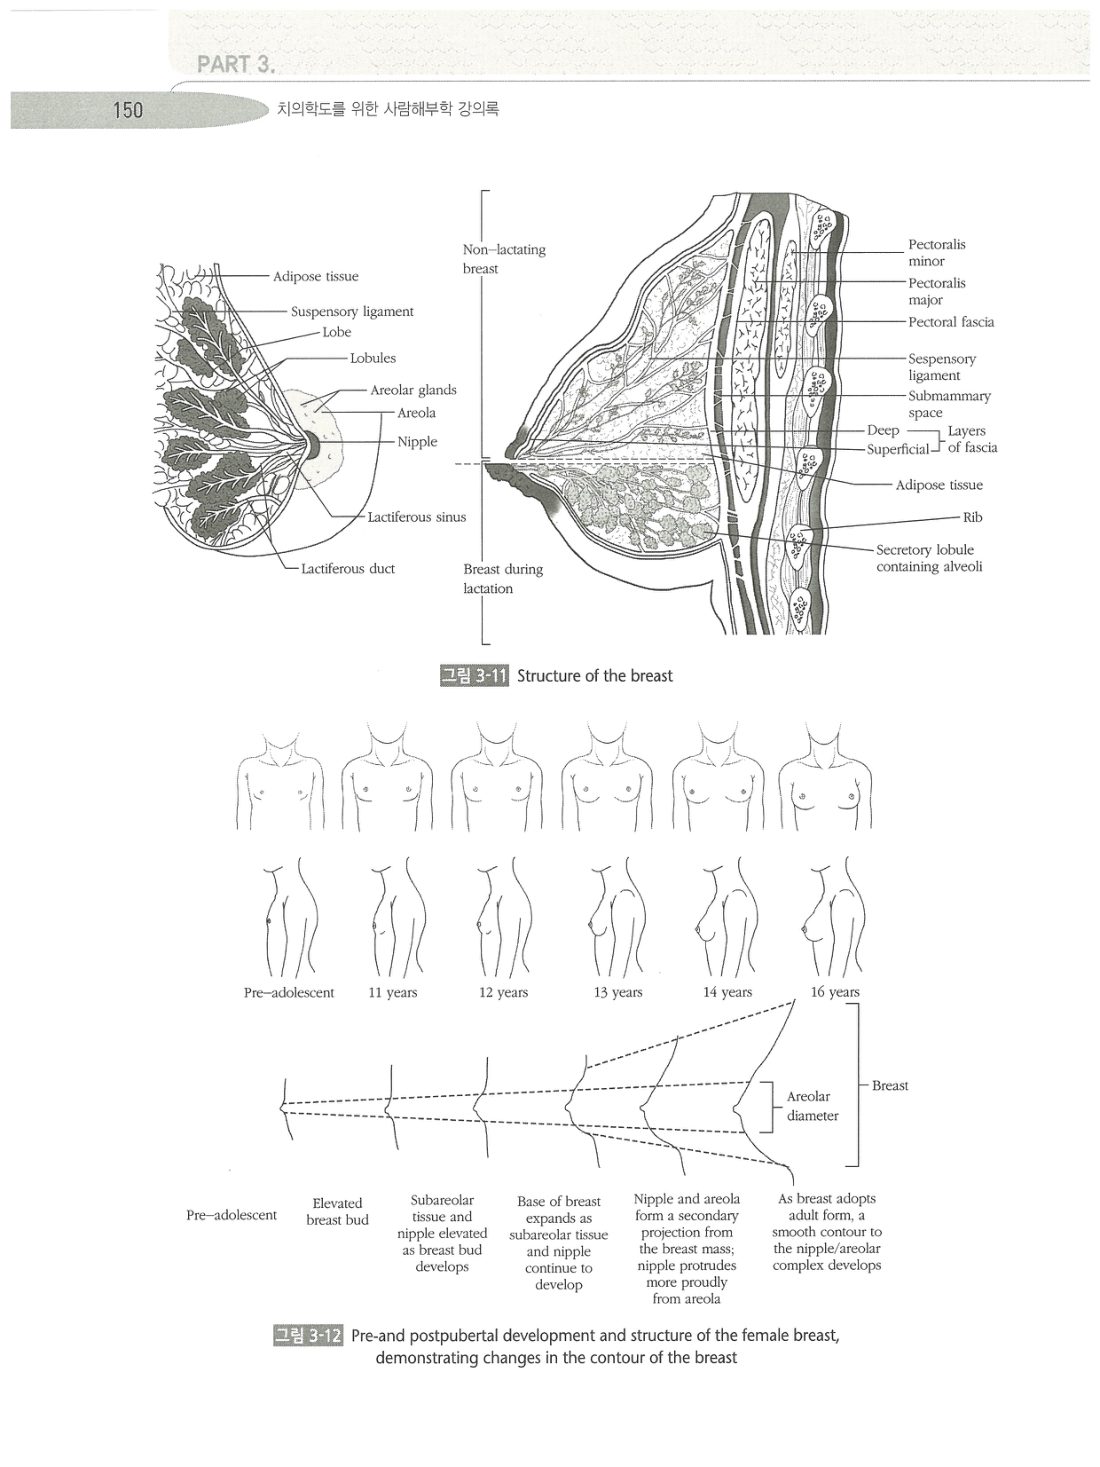 PART 3.
150
치의학도를 위한 사람해부학 강의록
Adipose tissue
Suspensory ligament
Lobe
Lobules
Areolar glands
Areola
Nipple
Lactiferous sinus
Lactiferous duct
Non–lactating
breast
Breast during
lactation
Pectoralis
minor
Pectoralis
major
Pectoral fascia
Sespensory
ligament
Submammary
space
Deep
Superficial
Layers
of fascia
Adipose tissue
Rib
Secretory lobule
containing alveoli
그림 3-11 Structure of the breast
Pre–adolescent 11 years 12 years 13 years 14 years 16 years
Areolar
diameter
Breast
Pre–adolescent
Elevated
breast bud
Subareolar
tissue and
nipple elevated
as breast bud
develops
Base of breast
expands as
subareolar tissue
and nipple
continue to
develop
Nipple and areola
form a secondary
projection from
the breast mass;
nipple protrudes
more proudly
from areola
As breast adopts
adult form, a
smooth contour to
the nipple/areolar
complex develops
그림 3-12 Pre-and postpubertal development and structure of the female breast,
demonstrating changes in the contour of the breast